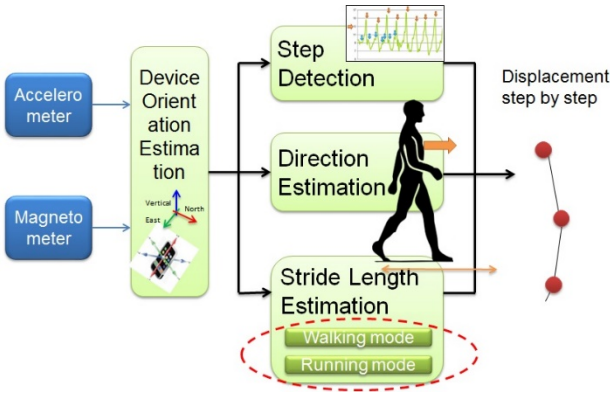 Accelero
meter
Magneto
meter
Device
Orient
ation
Estima
tion
Vertical
North
East
Step
Detection
Direction
Estimation
Stride Length
Estimation
Walking mode
Running mode
Displacement
step by step